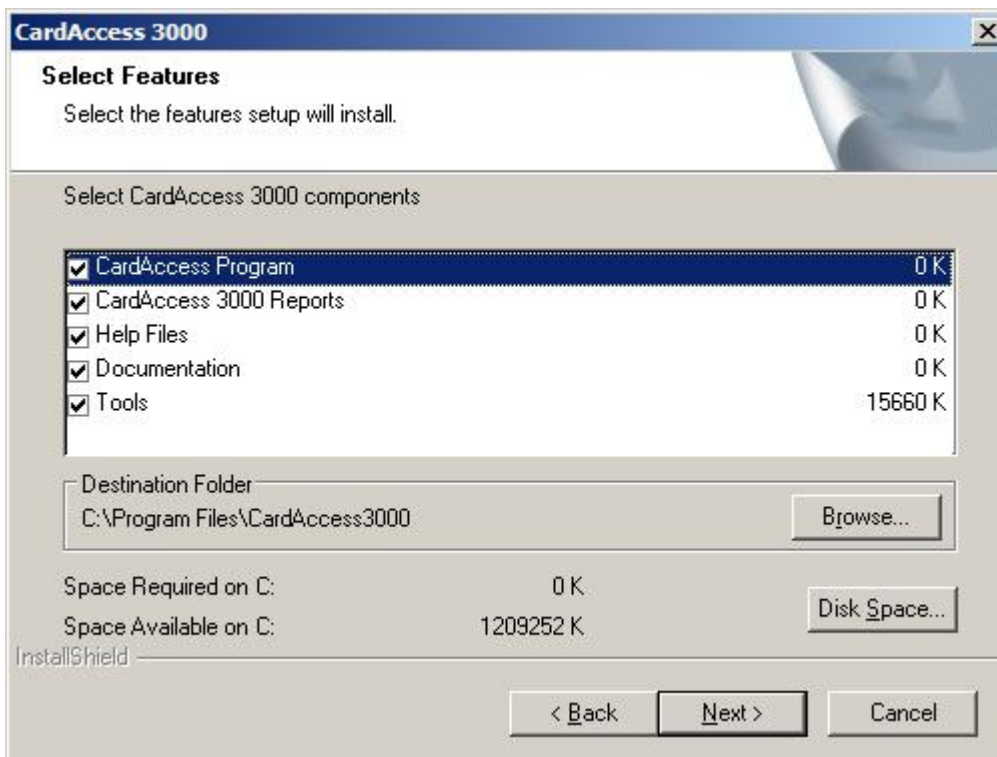 CardAccess 3000
Select Features
Select the features setup will install.
Select CardAccess 3000 components
CardAccess Program 0 K
CardAccess 3000 Reports 0 K
Help Files 0 K
Documentation 0 K
Tools 15660 K
Destination Folder
C:\Program Files\CardAccess3000 Browse...
Space Required on C: 0 K
Disk Space...
Space Available on C: 1209252 K
InstallShield
< Back Next > Cancel